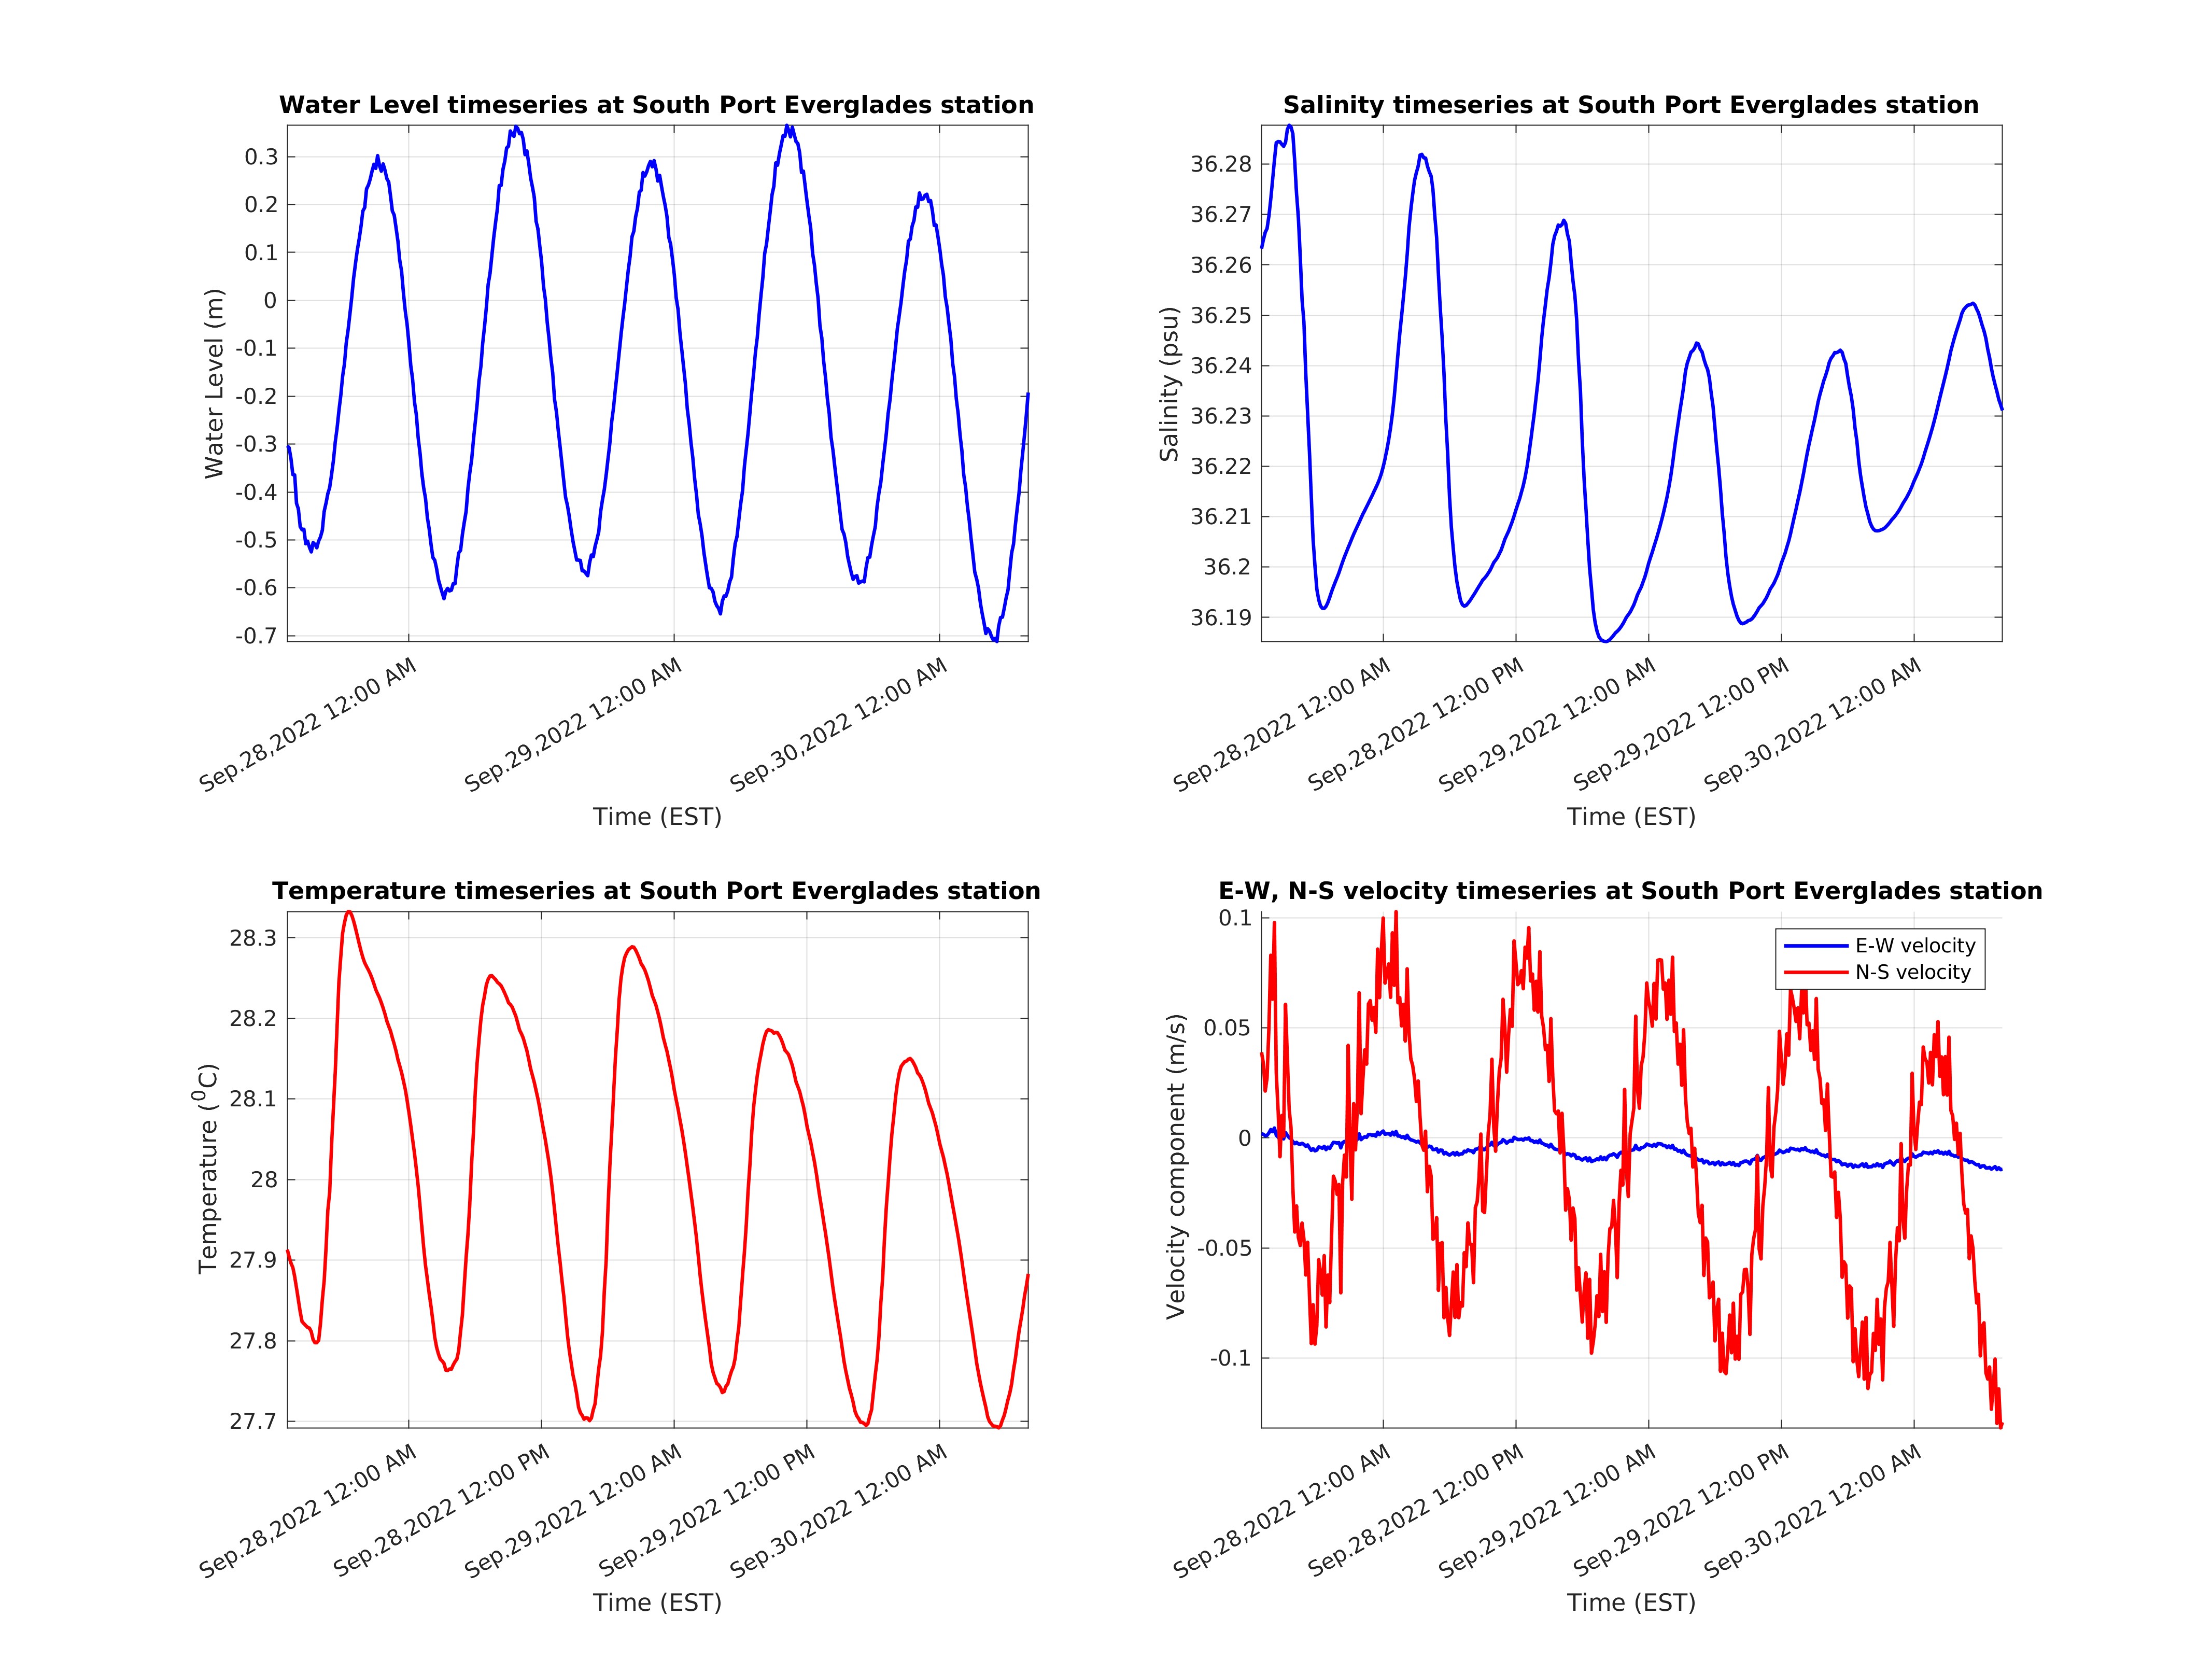 Water Level timeseries at South Port Everglades station
0.3
0.2
0.1
0
-0.1
-0.2
-0.3
-0.4
-0.5
-0.6
-0.7
Water Level (m)
Sep.28,2022 12:00 AM
Sep.29,2022 12:00 AM
Sep.30,2022 12:00 AM
Time (EST)
Salinity timeseries at South Port Everglades station
36.28
36.27
36.26
36.25
36.24
36.23
36.22
36.21
36.2
36.19
Salinity (psu)
Sep.28,2022 12:00 AM
Sep.28,2022 12:00 PM
Sep.29,2022 12:00 AM
Sep.29,2022 12:00 PM
Sep.30,2022 12:00 AM
Time (EST)
Temperature timeseries at South Port Everglades station
28.3
28.2
28.1
28
27.9
27.8
27.7
Temperature (⁰C)
Sep.28,2022 12:00 AM
Sep.28,2022 12:00 PM
Sep.29,2022 12:00 AM
Sep.29,2022 12:00 PM
Sep.30,2022 12:00 AM
Time (EST)
E-W, N-S velocity timeseries at South Port Everglades station
0.1
0.05
0
-0.05
-0.1
Velocity component (m/s)
E-W velocity
N-S velocity
Sep.28,2022 12:00 AM
Sep.28,2022 12:00 PM
Sep.29,2022 12:00 AM
Sep.29,2022 12:00 PM
Sep.30,2022 12:00 AM
Time (EST)